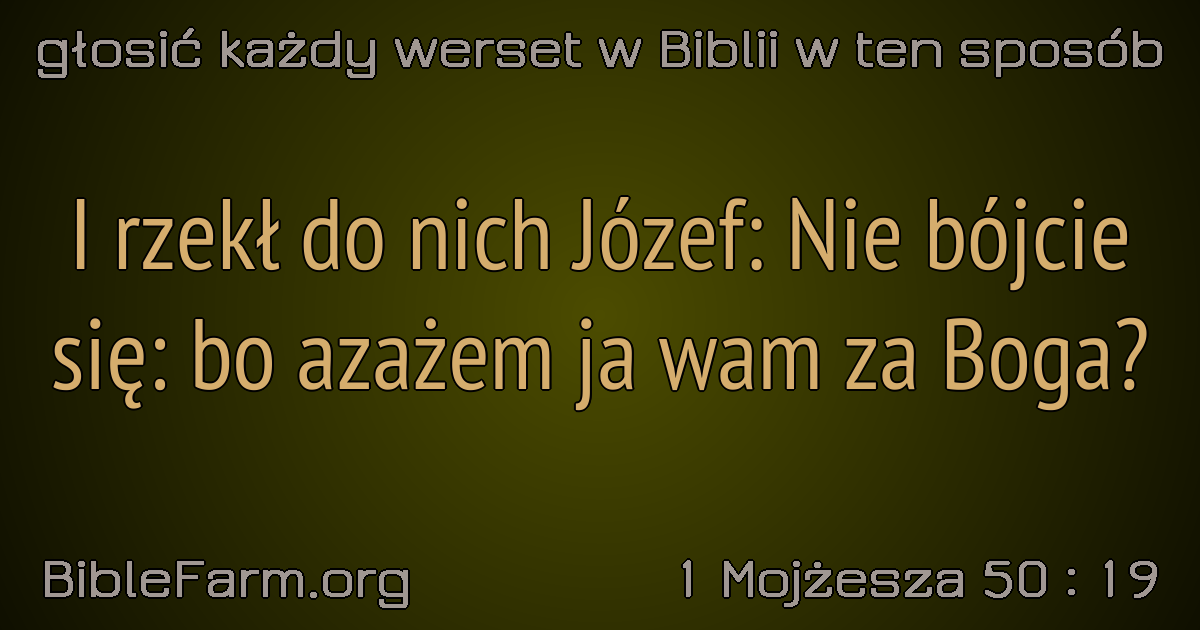 głosić każdy werset w Biblii w ten sposób
I rzekł do nich Józef: Nie bójcie
się: bo azażem ja wam za Boga?
BibleFarm.org
1 Mojżesza 50 : 19